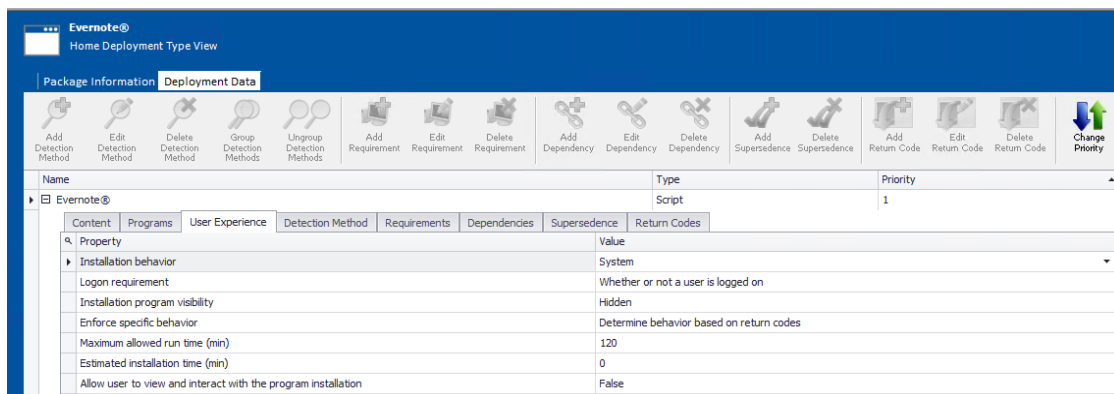 Evernote®
Home Deployment Type View
Package Information Deployment Data
Add Detection Method
Edit Detection Method
Delete Detection Method
Group Detection Methods
Ungroup Detection Methods
Add Requirement
Edit Requirement
Delete Requirement
Add Dependency
Edit Dependency
Delete Dependency
Add Supersedence
Delete Supersedence
Add Return Code
Edit Return Code
Delete Return Code
Change Priority
Name Type Priority
Evernote® Script 1
Content Programs User Experience Detection Method Requirements Dependencies Supersedence Return Codes
Property Value
Installation behavior System
Logon requirement Whether or not a user is logged on
Installation program visibility Hidden
Enforce specific behavior Determine behavior based on return codes
Maximum allowed run time (min) 120
Estimated installation time (min) 0
Allow user to view and interact with the program installation False